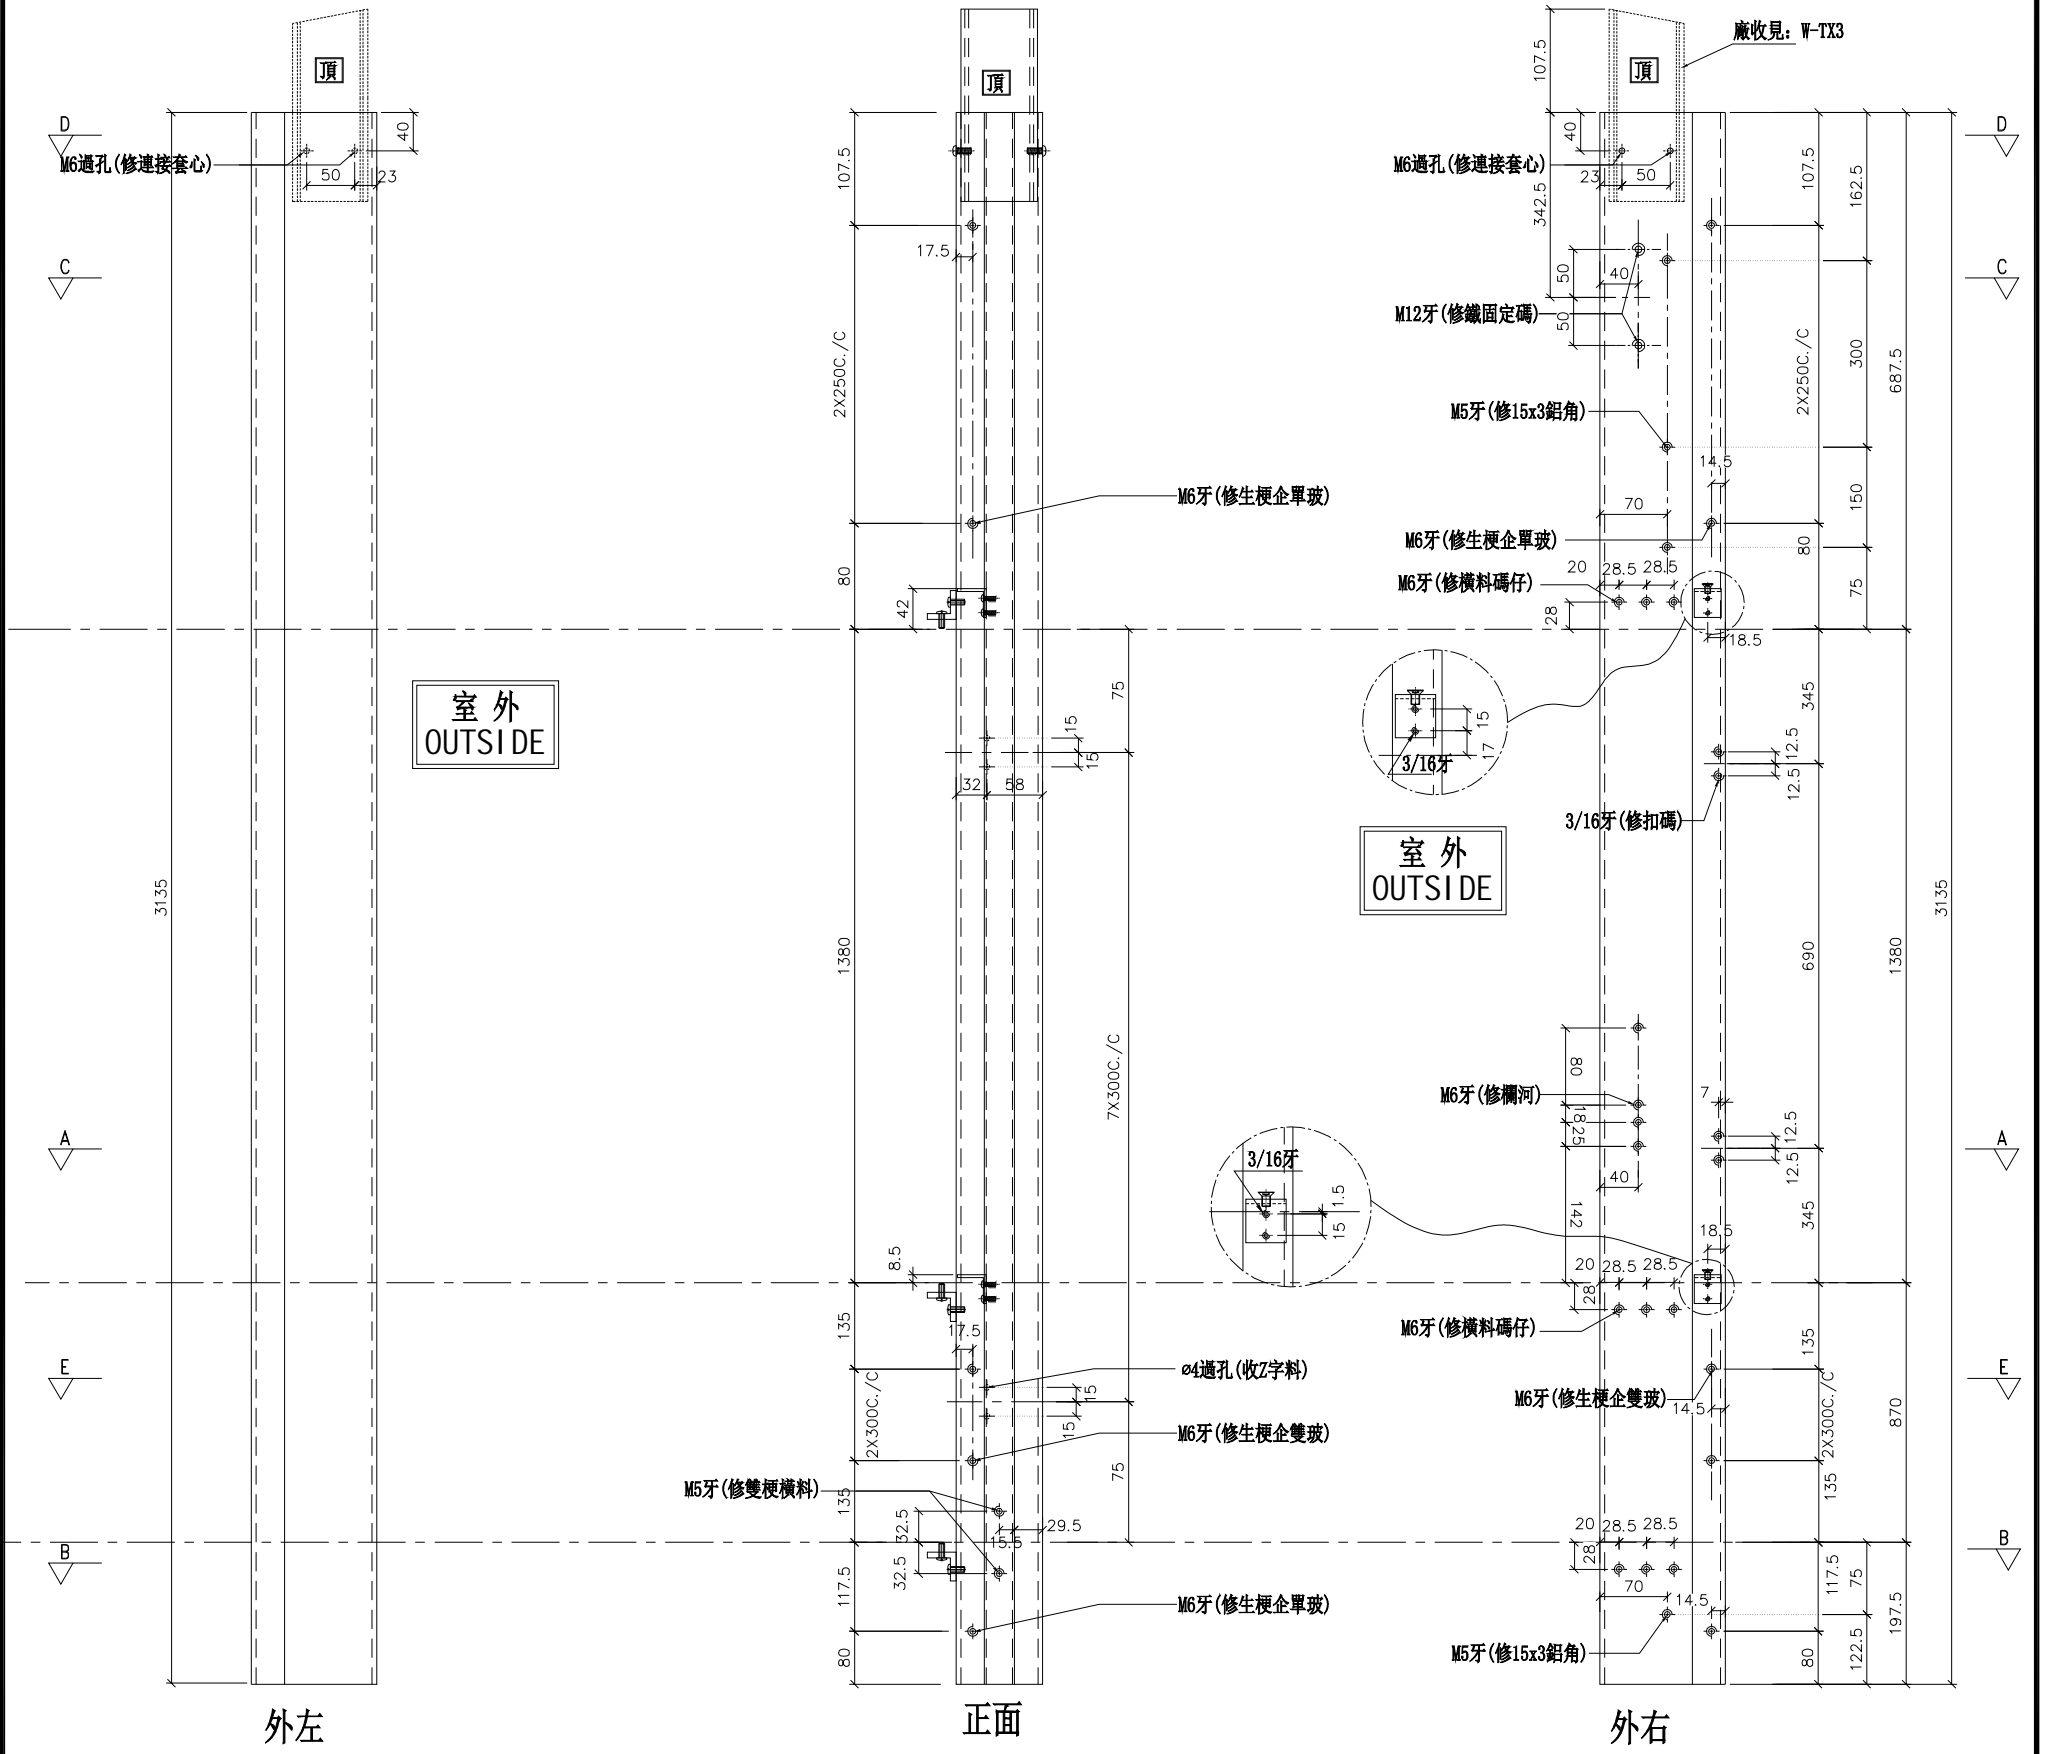 頂
D
M6過孔(修連接套心)
50
23
40
C
3135
室 外
OUTSIDE
A
E
B
外左
頂
107.5
17.5
2X250C./C
M6牙(修生梗企單玻)
80
42
75
15
15
32
58
1380
7X300C./C
8.5
135
17.5
ø4過孔(收Z字料)
15
15
2X300C./C
M6牙(修生梗企雙玻)
M5牙(修雙梗橫料)
135
75
32.5
15.5
29.5
32.5
117.5
M6牙(修生梗企單玻)
80
正面
廠收見: W-TX3
107.5
頂
D
40
M6過孔(修連接套心)
23
50
107.5
162.5
342.5
C
50
40
M12牙(修鐵固定碼)
50
300
2X250C./C
687.5
M5牙(修15x3鋁角)
14.5
70
150
M6牙(修生梗企單玻)
80
20
28.5
28.5
M6牙(修橫料碼仔)
75
28
18.5
345
15
17
3/16牙
12.5
12.5
3/16牙(修扣碼)
室 外
OUTSIDE
3135
690
1380
80
M6牙(修欄河)
7
18
25
12.5
12.5
A
3/16牙
40
1.5
15
142
345
18.5
20
28.5
28.5
28
M6牙(修橫料碼仔)
135
E
M6牙(修生梗企雙玻)
14.5
2X300C./C
870
135
20
28.5
28.5
28
B
117.5
75
70
14.5
197.5
M5牙(修15x3鋁角)
80
122.5
外右